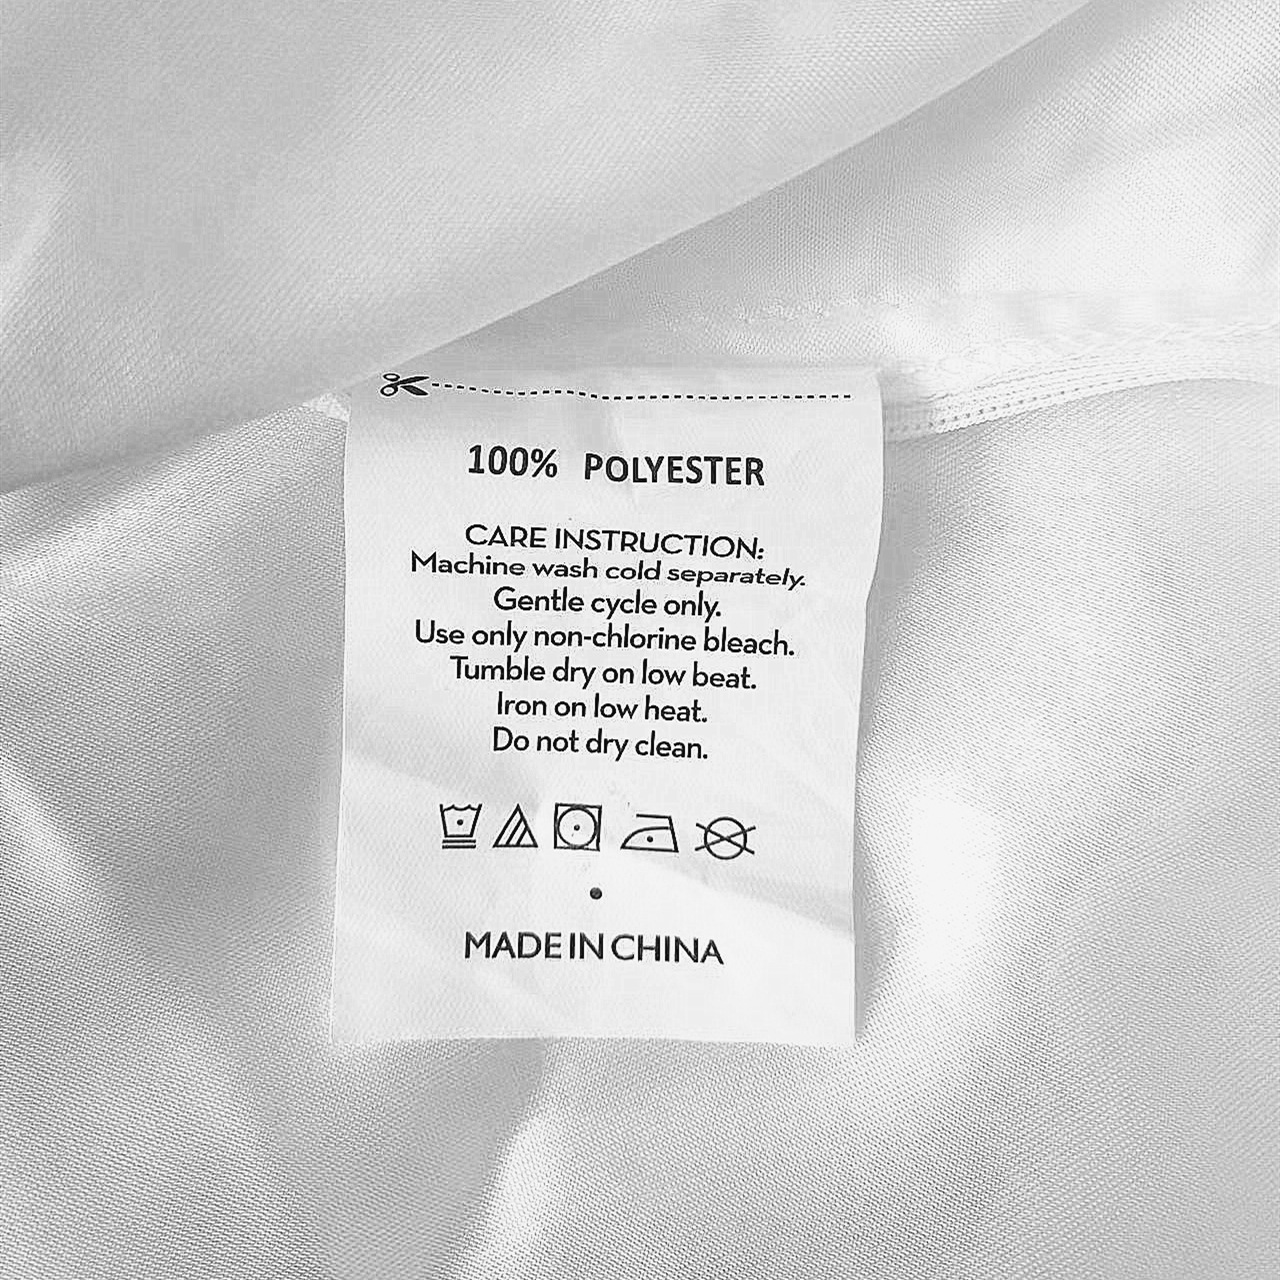 100% POLYESTER
CARE INSTRUCTION:
Machine wash cold separately.
Gentle cycle only.
Use only non-chlorine bleach.
Tumble dry on low beat.
Iron on low heat.
Do not dry clean.
MADE IN CHINA